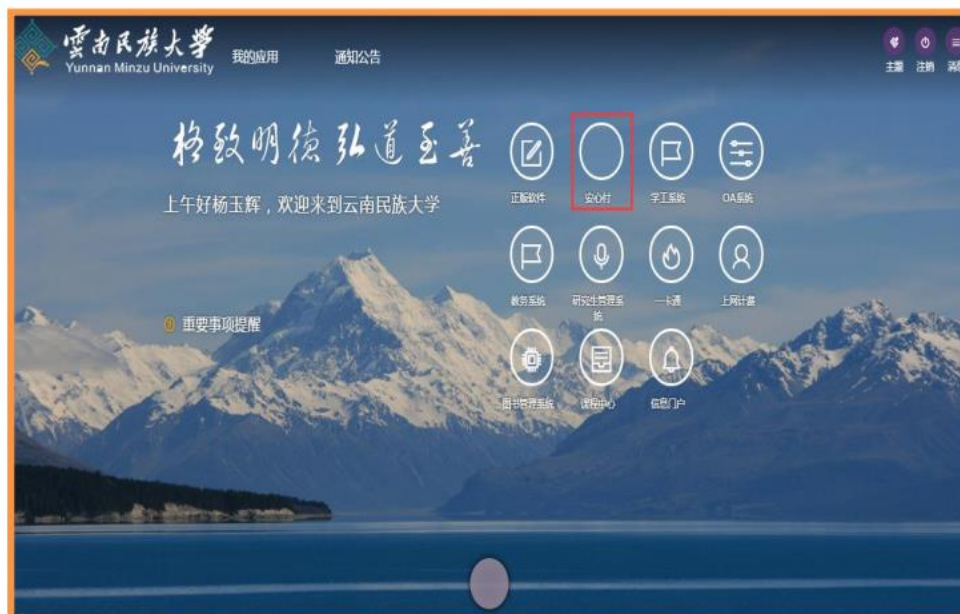 雲南民族大學
Yunnan Minzu University
我的应用
通知公告
主题
注销
格致明德弘道至善
上午好杨玉辉，欢迎来到云南民族大学
正版软件
安心付
学工系统
OA系统
教务系统
研究生管理系
统
一卡通
上网计费
重要事项提醒
图书管理系统
课程中心
信息门户